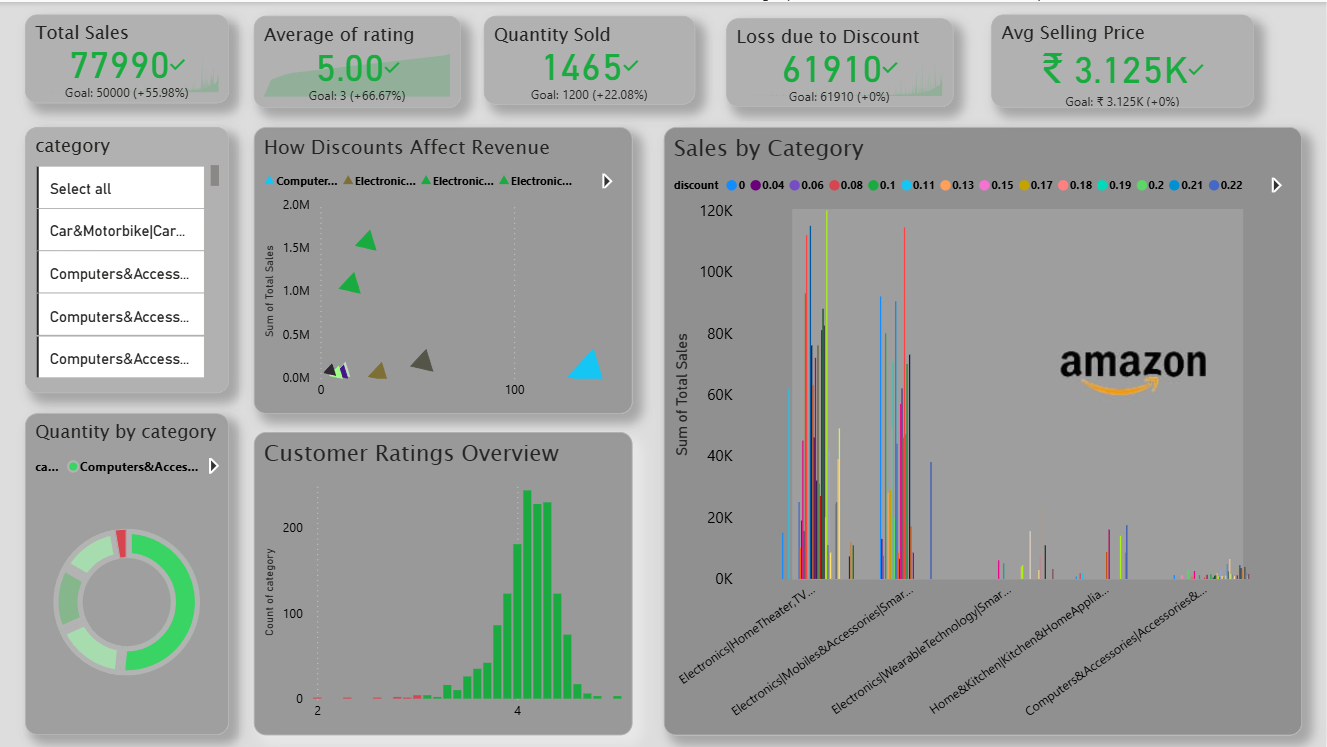 Total Sales
77990
Goal: 50000 (+55.98%)
Average of rating
5.00
Goal: 3 (+66.67%)
Quantity Sold
1465
Goal: 1200 (+22.08%)
Loss due to Discount
61910
Goal: 61910 (+0%)
Avg Selling Price
₹ 3.125K
Goal: ₹ 3.125K (+0%)
category
Select all
Car&Motorbike|Car...
Computers&Access...
Computers&Access...
Computers&Access...
Quantity by category
ca... Computers&Acces...
How Discounts Affect Revenue
Computer... Electronic... Electronic... Electronic...
Sum of Total Sales
2.0M
1.5M
1.0M
0.5M
0.0M
0 100
Customer Ratings Overview
Count of category
200
100
0
2 4
Sales by Category
discount 0 0.04 0.06 0.08 0.1 0.11 0.13 0.15 0.17 0.18 0.19 0.2 0.21 0.22
Sum of Total Sales
120K
100K
80K
60K
40K
20K
0K
amazon
Electronics|HomeTheater,TV...
Electronics|Mobiles&Accessories|Smar...
Electronics|WearableTechnology|Smar...
Home&Kitchen|Kitchen&HomeApplia...
Computers&Accessories|Accessories&...